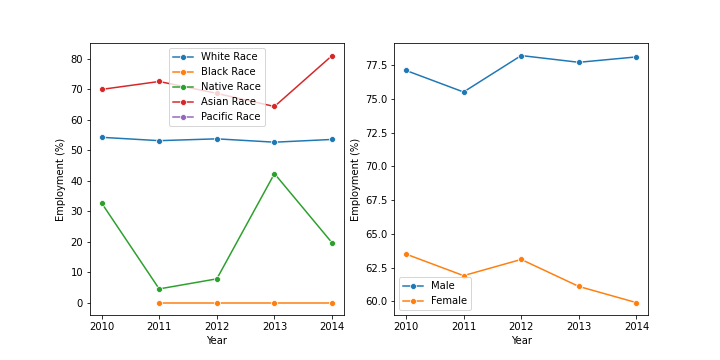 White Race
Black Race
Native Race
Asian Race
Pacific Race
Employment (%)
80
70
60
50
40
30
20
10
0
2010 2011 2012 2013 2014
Year
Employment (%)
77.5
75.0
72.5
70.0
67.5
65.0
62.5
60.0
Male
Female
2010 2011 2012 2013 2014
Year